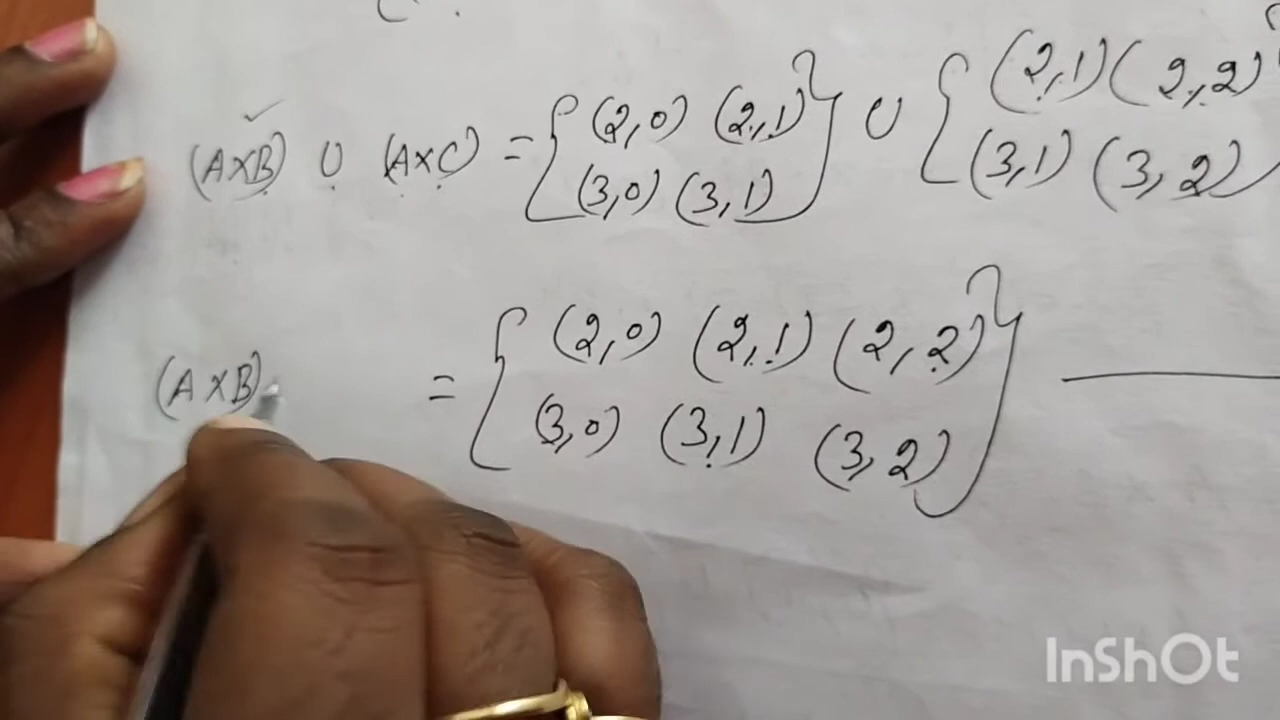 (A×B) ∪ (A×C) = { (2,0) (2,1) } ∪ { (2,1) (2,2)
(3,0) (3,1) (3,1) (3,2)
(A×B) = { (2,0) (2,1) (2,2) }
(3,0) (3,1) (3,2)
InShOt